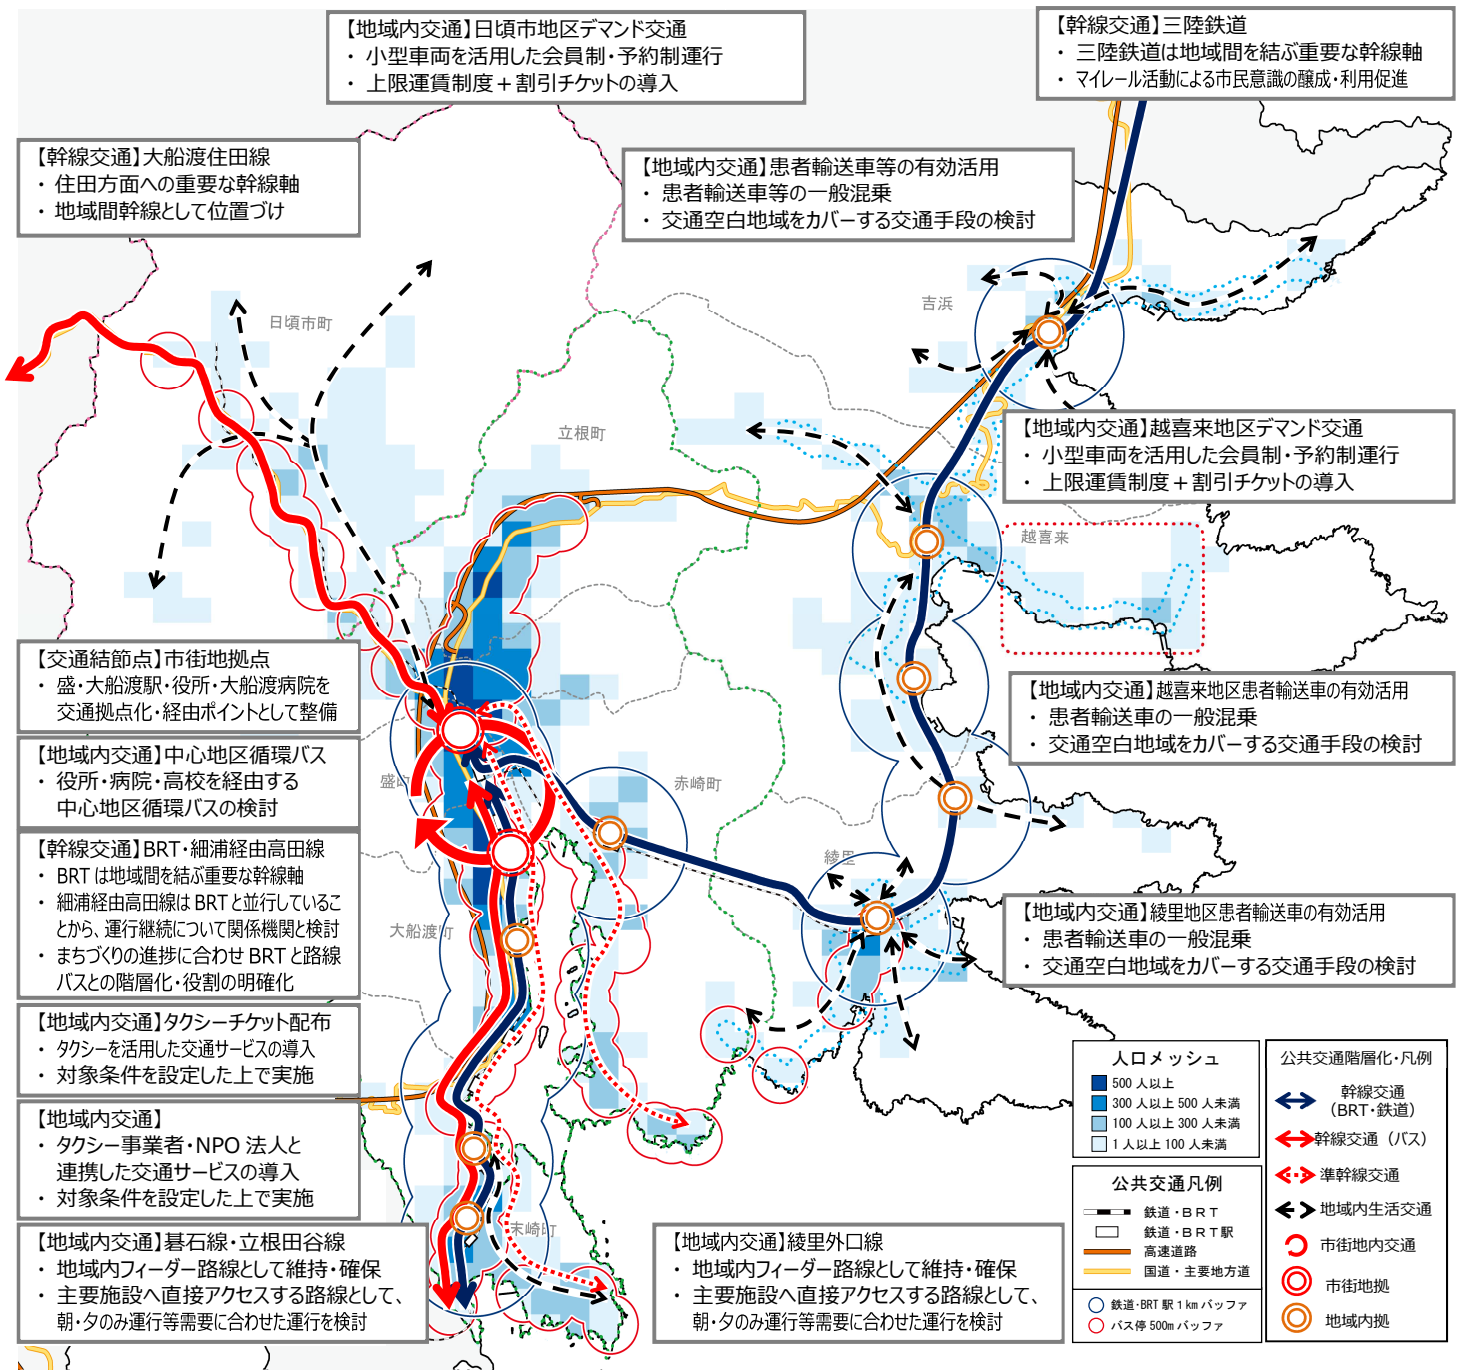 【地域内交通】日頃市地区デマンド交通
・ 小型車両を活用した会員制・予約制運行
・ 上限運賃制度＋割引チケットの導入
【幹線交通】三陸鉄道
・ 三陸鉄道は地域間を結ぶ重要な幹線軸
・ マイレール活動による市民意識の醸成・利用促進
【幹線交通】大船渡住田線
・ 住田方面への重要な幹線軸
・ 地域間幹線として位置づけ
【地域内交通】患者輸送車等の有効活用
・ 患者輸送車等の一般混乗
・ 交通空白地域をカバーする交通手段の検討
吉浜
日頃市町
立根町
【地域内交通】越喜来地区デマンド交通
・ 小型車両を活用した会員制・予約制運行
・ 上限運賃制度＋割引チケットの導入
越喜来
【交通結節点】市街地拠点
・ 盛・大船渡駅・役所・大船渡病院を
交通拠点化・経由ポイントとして整備
【地域内交通】越喜来地区患者輸送車の有効活用
・ 患者輸送車の一般混乗
・ 交通空白地域をカバーする交通手段の検討
【地域内交通】中心地区循環バス
・ 役所・病院・高校を経由する
中心地区循環バスの検討
盛町
赤崎町
綾里
【幹線交通】BRT・細浦経由高田線
・ BRT は地域間を結ぶ重要な幹線軸
・ 細浦経由高田線は BRT と並行しているこ
とから、運行継続について関係機関と検討
・ まちづくりの進捗に合わせ BRT と路線
バスとの階層化・役割の明確化
大船渡町
【地域内交通】綾里地区患者輸送車の有効活用
・ 患者輸送車の一般混乗
・ 交通空白地域をカバーする交通手段の検討
【地域内交通】タクシーチケット配布
・ タクシーを活用した交通サービスの導入
・ 対象条件を設定した上で実施
【地域内交通】
・ タクシー事業者・NPO 法人と
連携した交通サービスの導入
・ 対象条件を設定した上で実施
末崎町
【地域内交通】碁石線・立根田谷線
・ 地域内フィーダー路線として維持・確保
・ 主要施設へ直接アクセスする路線として、
朝・夕のみ運行等需要に合わせた運行を検討
【地域内交通】綾里外口線
・ 地域内フィーダー路線として維持・確保
・ 主要施設へ直接アクセスする路線として、
朝・夕のみ運行等需要に合わせた運行を検討
人口メッシュ
500 人以上
300 人以上 500 人未満
100 人以上 300 人未満
1 人以上 100 人未満
公共交通凡例
鉄道・ＢＲＴ
鉄道・ＢＲＴ駅
高速道路
国道・主要地方道
鉄道・BRT 駅 1 km バッファ
バス停 500m バッファ
公共交通階層化・凡例
幹線交通
（BRT・鉄道）
幹線交通（バス）
準幹線交通
地域内生活交通
市街地内交通
市街地拠
地域内拠